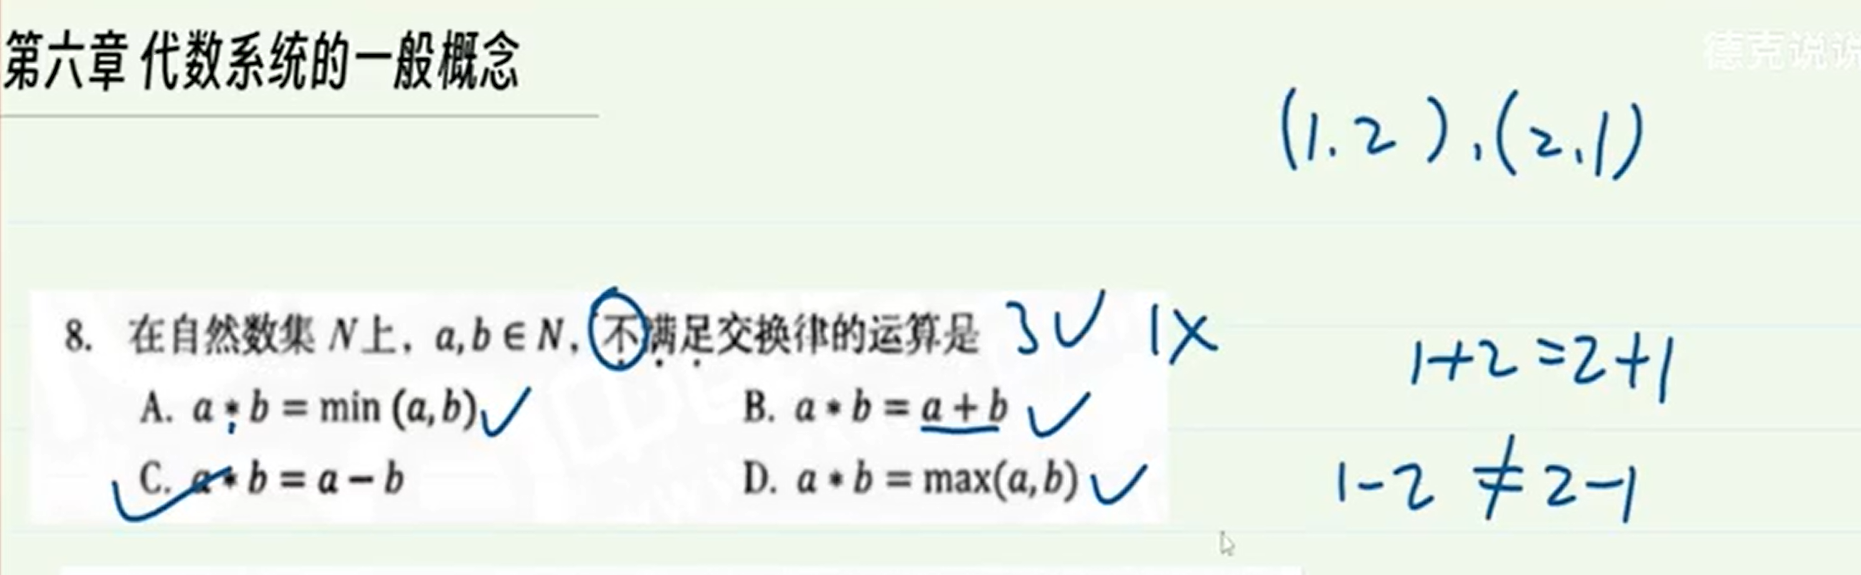 第六章 代数系统的一般概念
德克说说
(1.2),(2,1)
8. 在自然数集 N 上, a,b ∈ N, 不满足交换律的运算是 3✓ 1×
A. a * b = min (a,b) ✓
B. a * b = a + b ✓
C. a * b = a − b ✓
D. a * b = max(a,b) ✓
1+2=2+1
1-2≠2-1